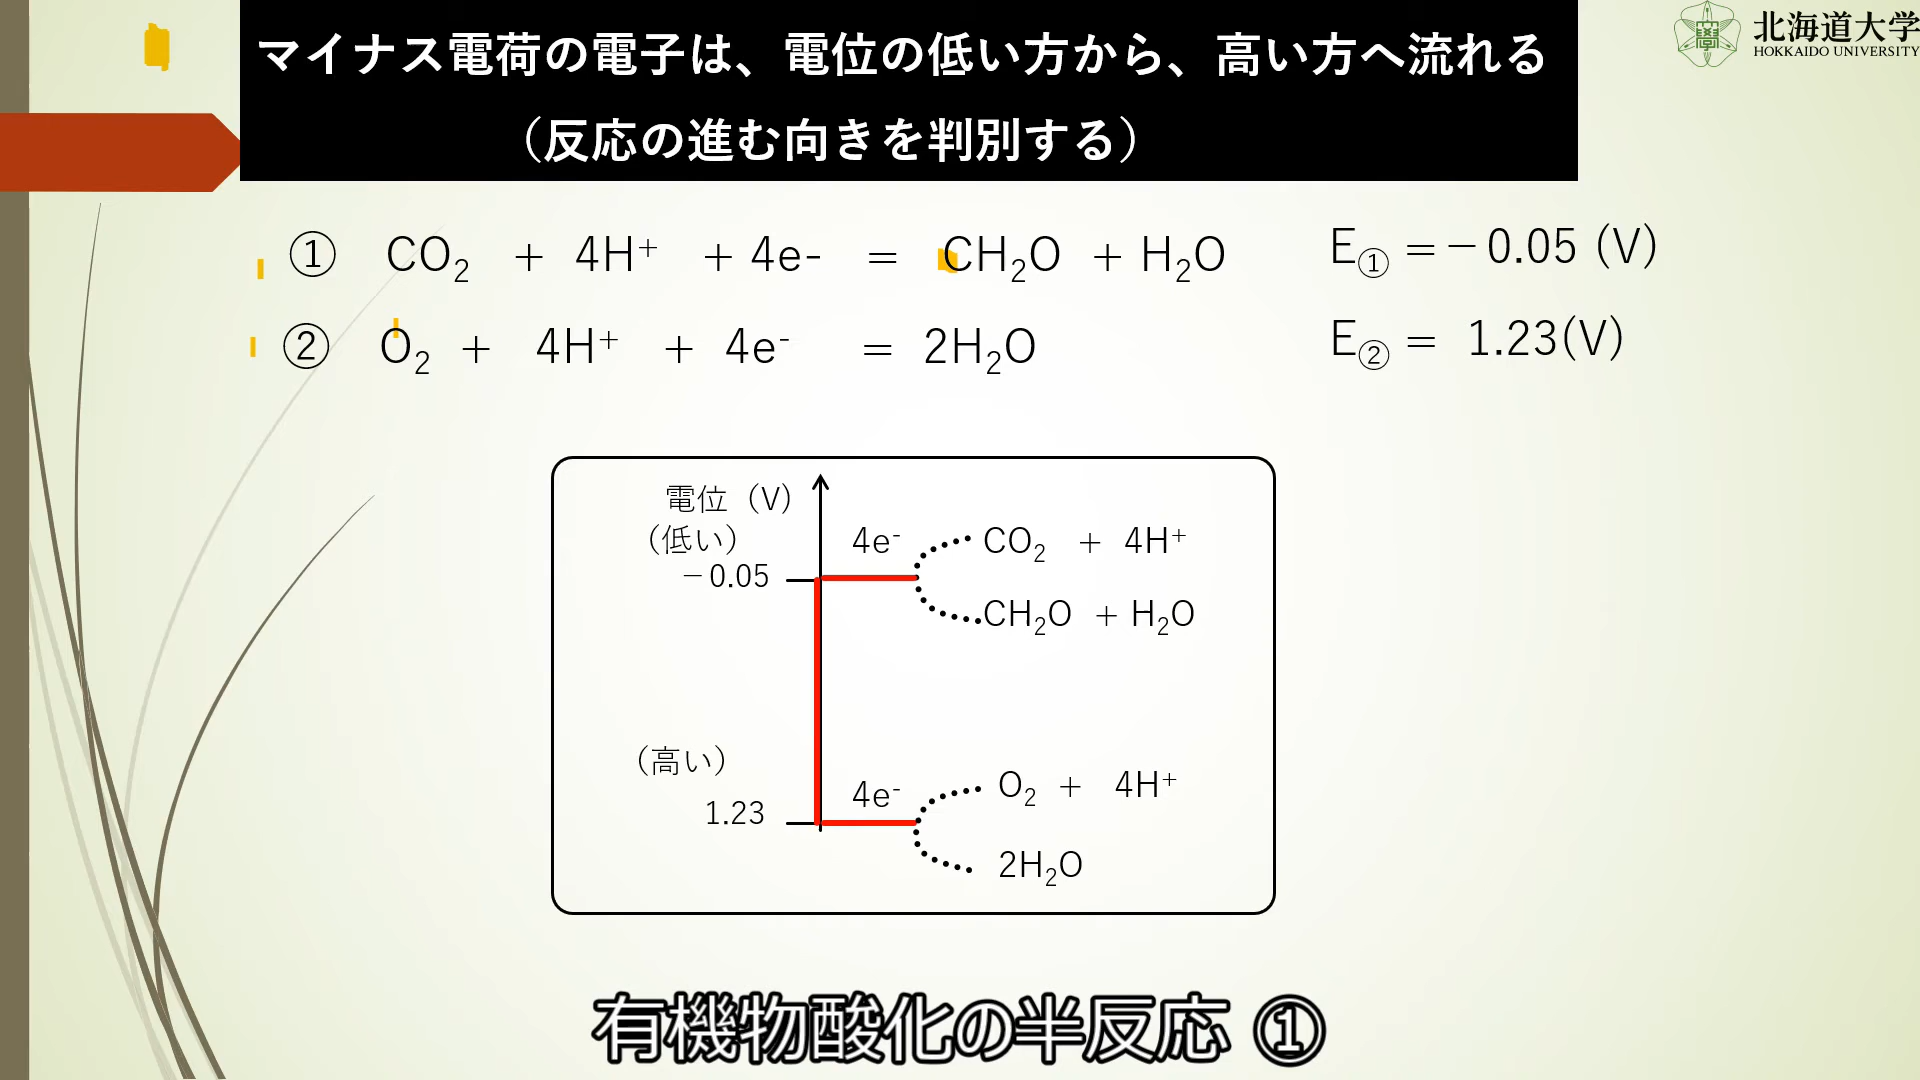 マイナス電荷の電子は、電位の低い方から、高い方へ流れる
（反応の進む向きを判別する）
北海道大学
HOKKAIDO UNIVERSITY
① CO₂ ＋ 4H⁺ ＋4e- ＝ CH₂O ＋H₂O E① ＝－0.05 (V)
② O₂ ＋ 4H⁺ ＋ 4e⁻ ＝ 2H₂O E② ＝ 1.23(V)
電位（V）
（低い）
－0.05
4e⁻
CO₂ ＋ 4H⁺
CH₂O ＋H₂O
（高い）
1.23
4e⁻
O₂ ＋ 4H⁺
2H₂O
有機物酸化の半反応 ①